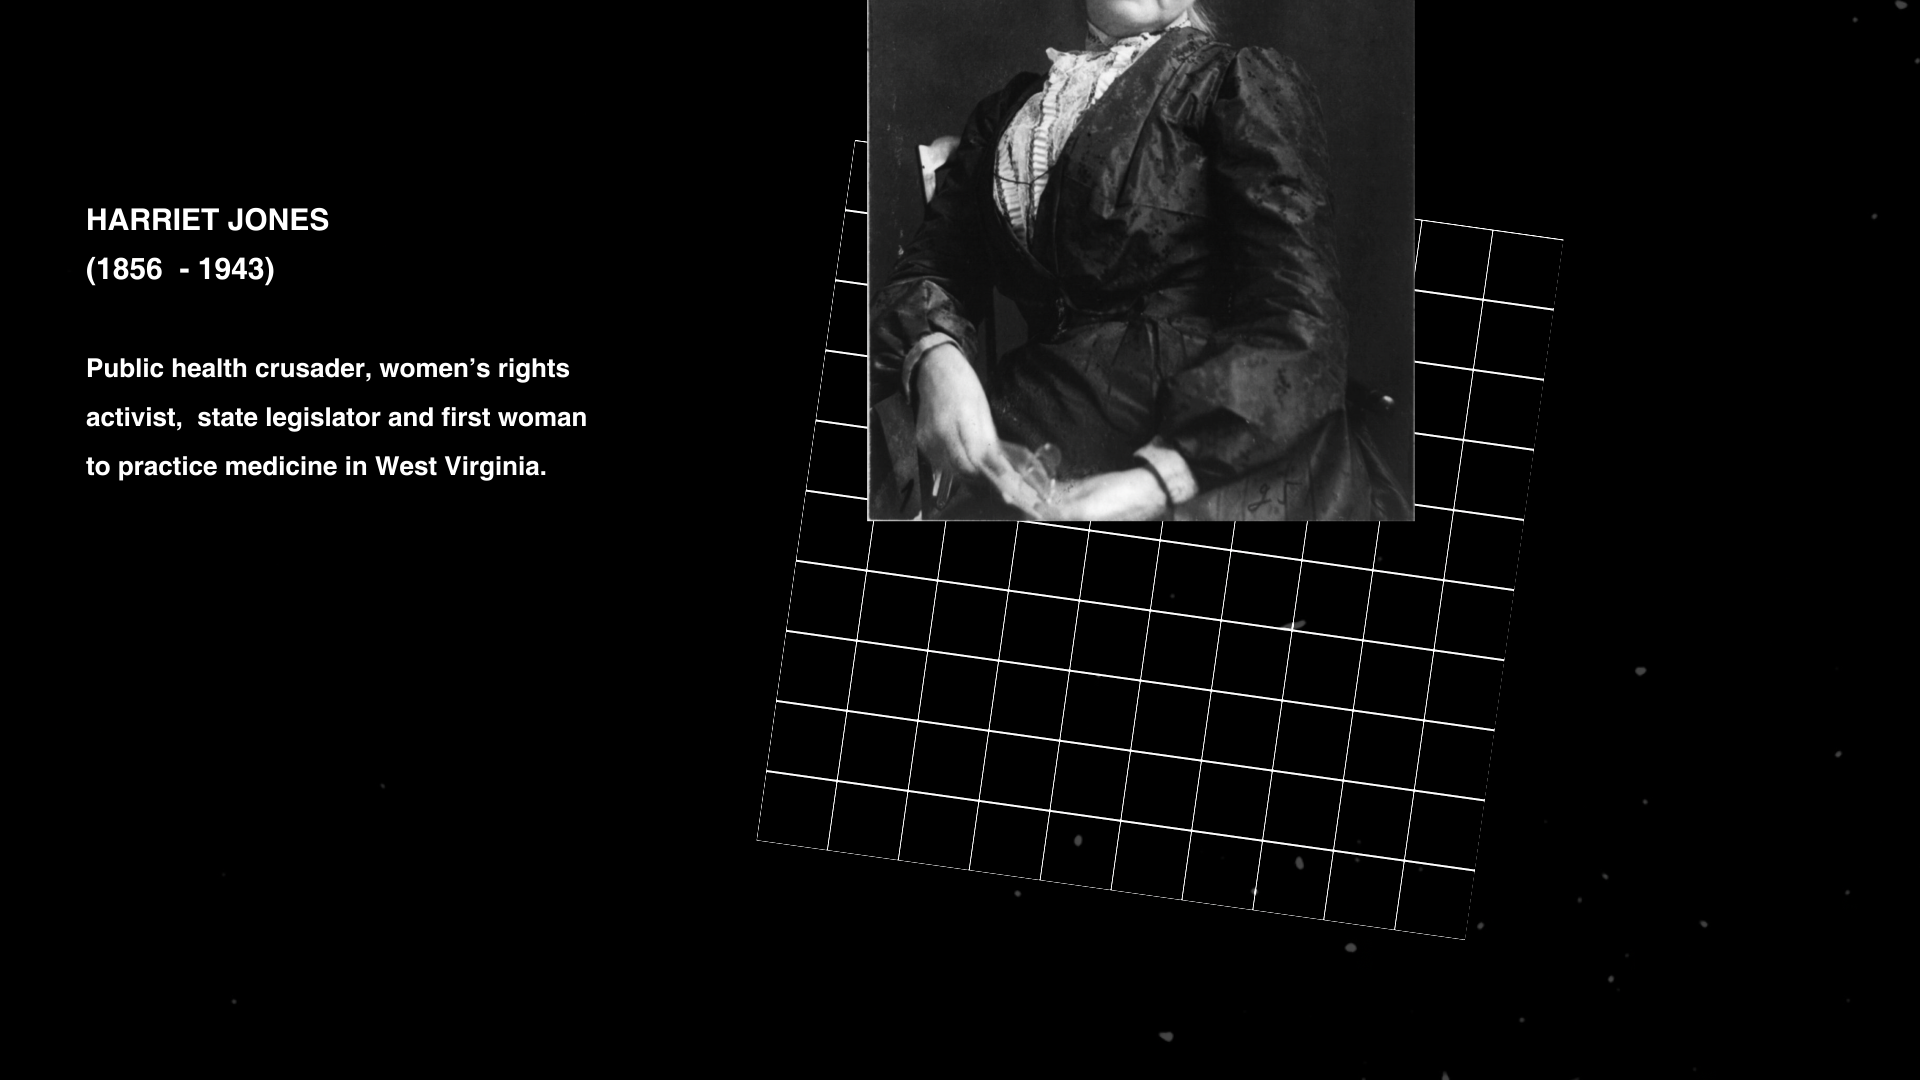 HARRIET JONES
(1856  - 1943)
Public health crusader, women’s rights
activist,  state legislator and first woman
to practice medicine in West Virginia.